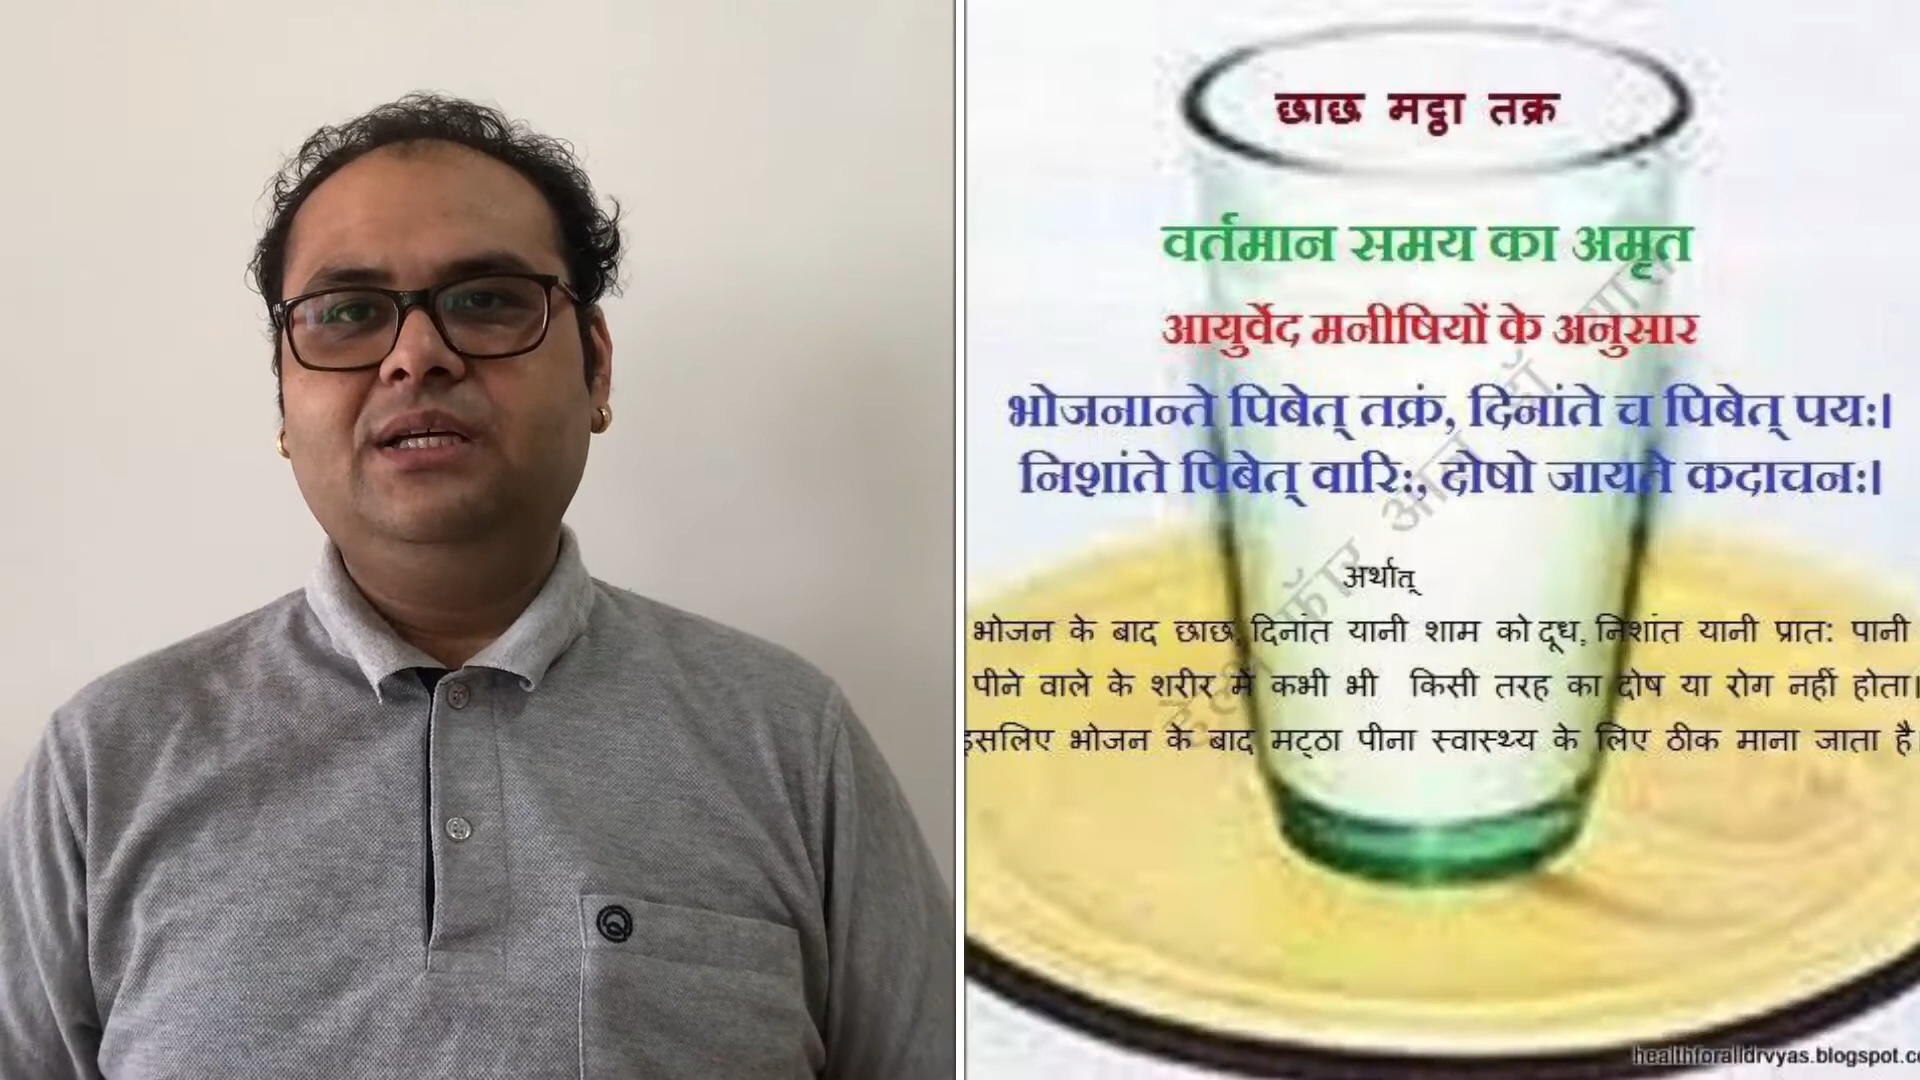 छाछ मट्ठा तक्र
वर्तमान समय का अमृत
आयुर्वेद मनीषियों के अनुसार
भोजनान्ते पिबेत् तक्रं, दिनांते च पिबेत् पयः।
निशांते पिबेत् वारिः, दोषो जायते कदाचनः।
अर्थात्
भोजन के बाद छाछ, दिनांत यानी शाम को दूध, निशांत यानी प्रात: पानी
पीने वाले के शरीर में कभी भी किसी तरह का दोष या रोग नहीं होता।
इसलिए भोजन के बाद मट्ठा पीना स्वास्थ्य के लिए ठीक माना जाता है।
healthforalldrvyas.blogspot.co